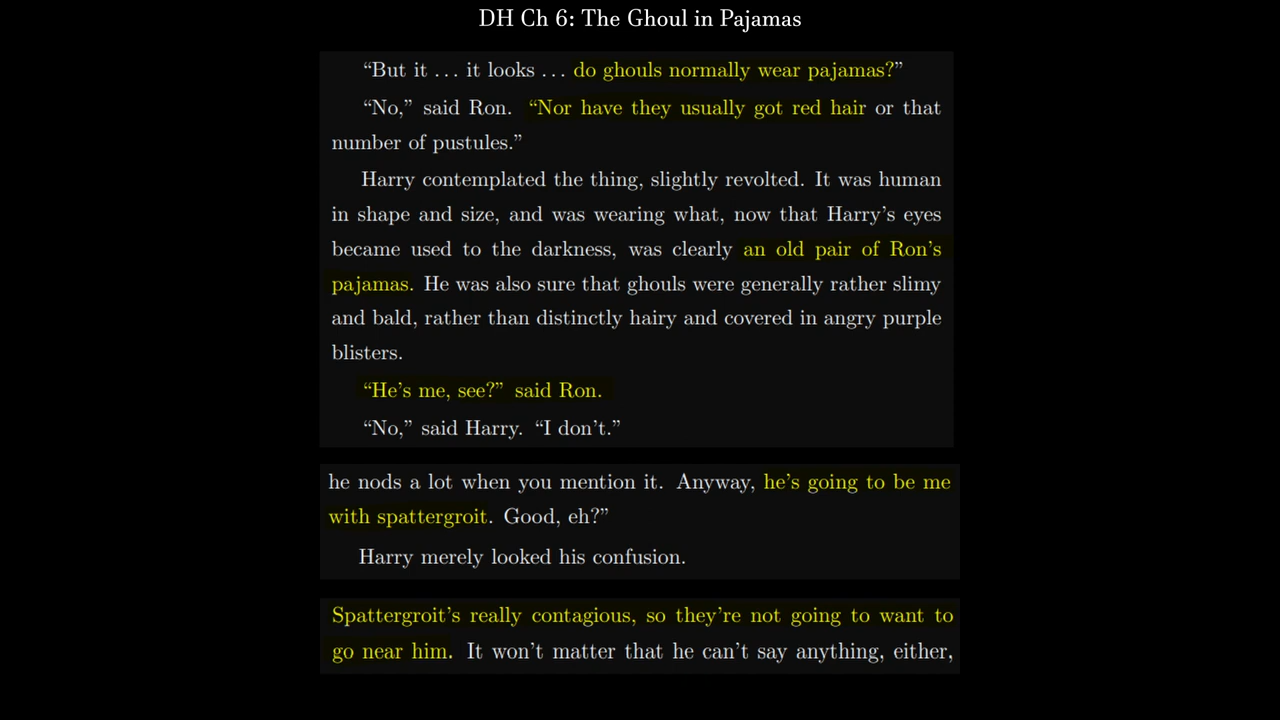 DH Ch 6: The Ghoul in Pajamas
“But it . . . it looks . . . do ghouls normally wear pajamas?”
“No,” said Ron. “Nor have they usually got red hair or that
number of pustules.”
Harry contemplated the thing, slightly revolted. It was human
in shape and size, and was wearing what, now that Harry’s eyes
became used to the darkness, was clearly an old pair of Ron’s
pajamas. He was also sure that ghouls were generally rather slimy
and bald, rather than distinctly hairy and covered in angry purple
blisters.
“He’s me, see?” said Ron.
“No,” said Harry. “I don’t.”
he nods a lot when you mention it. Anyway, he’s going to be me
with spattergroit. Good, eh?”
Harry merely looked his confusion.
Spattergroit’s really contagious, so they’re not going to want to
go near him. It won’t matter that he can’t say anything, either,